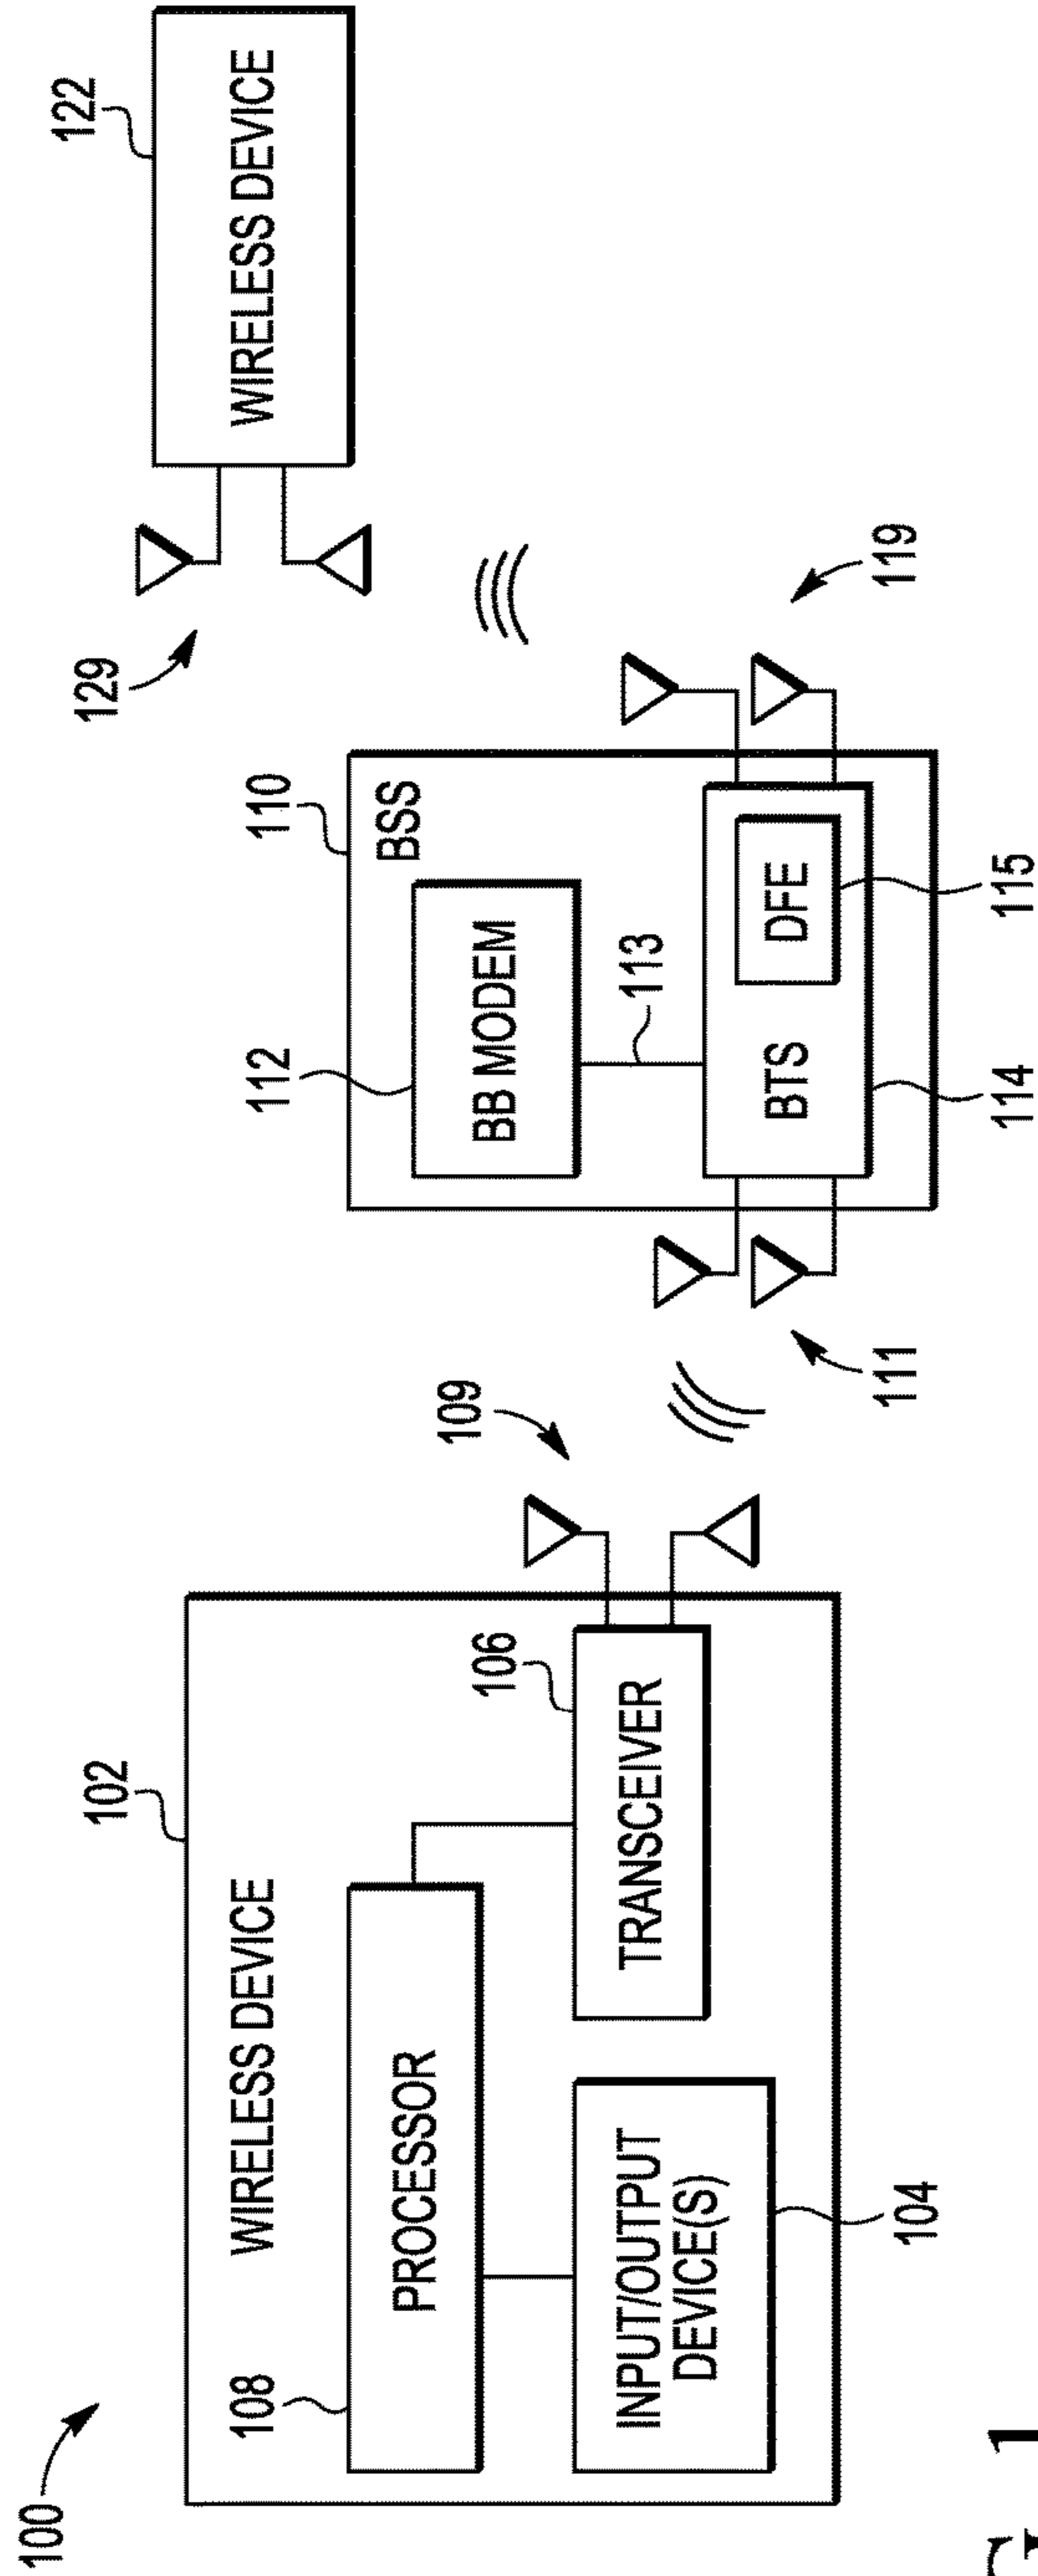 100
102
WIRELESS DEVICE
108
PROCESSOR
106
TRANSCEIVER
INPUT/OUTPUT
DEVICE(S)
104
109
110
BSS
112
BB MODEM
113
BTS
DFE
114
115
111
119
122
WIRELESS DEVICE
129
1